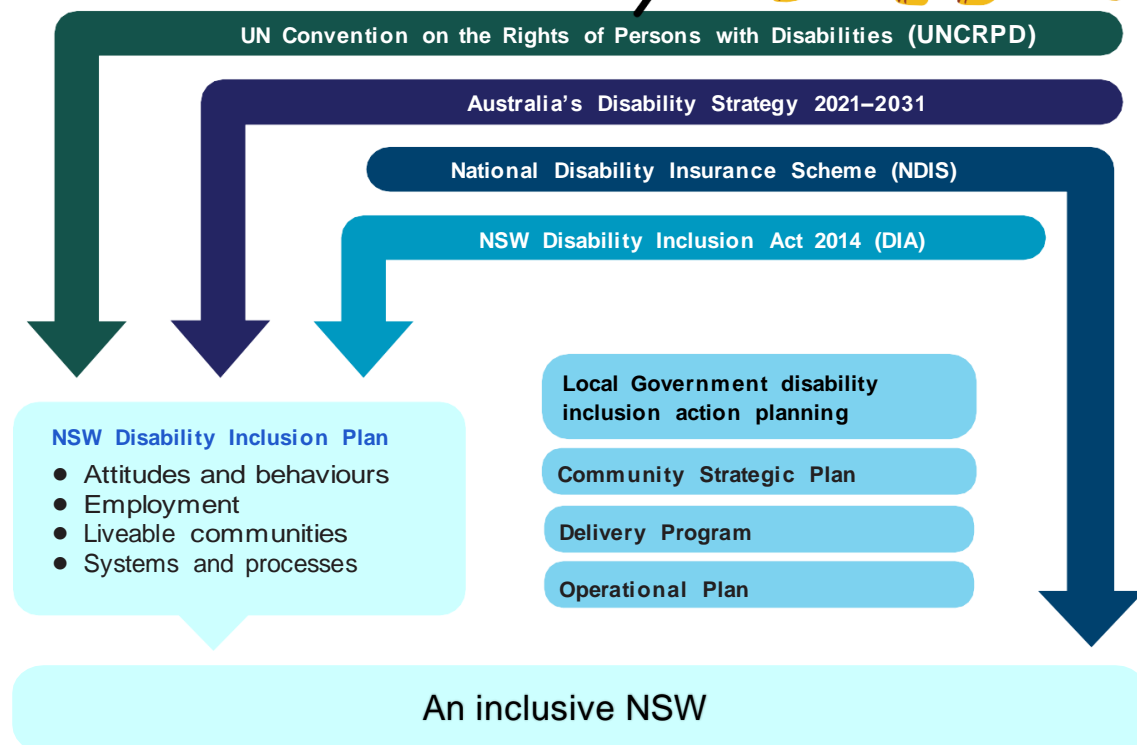 UN Convention on the Rights of Persons with Disabilities (UNCRPD)
Australia's Disability Strategy 2021–2031
National Disability Insurance Scheme (NDIS)
NSW Disability Inclusion Act 2014 (DIA)
NSW Disability Inclusion Plan
● Attitudes and behaviours
● Employment
● Liveable communities
● Systems and processes
Local Government disability
inclusion action planning
Community Strategic Plan
Delivery Program
Operational Plan
An inclusive NSW